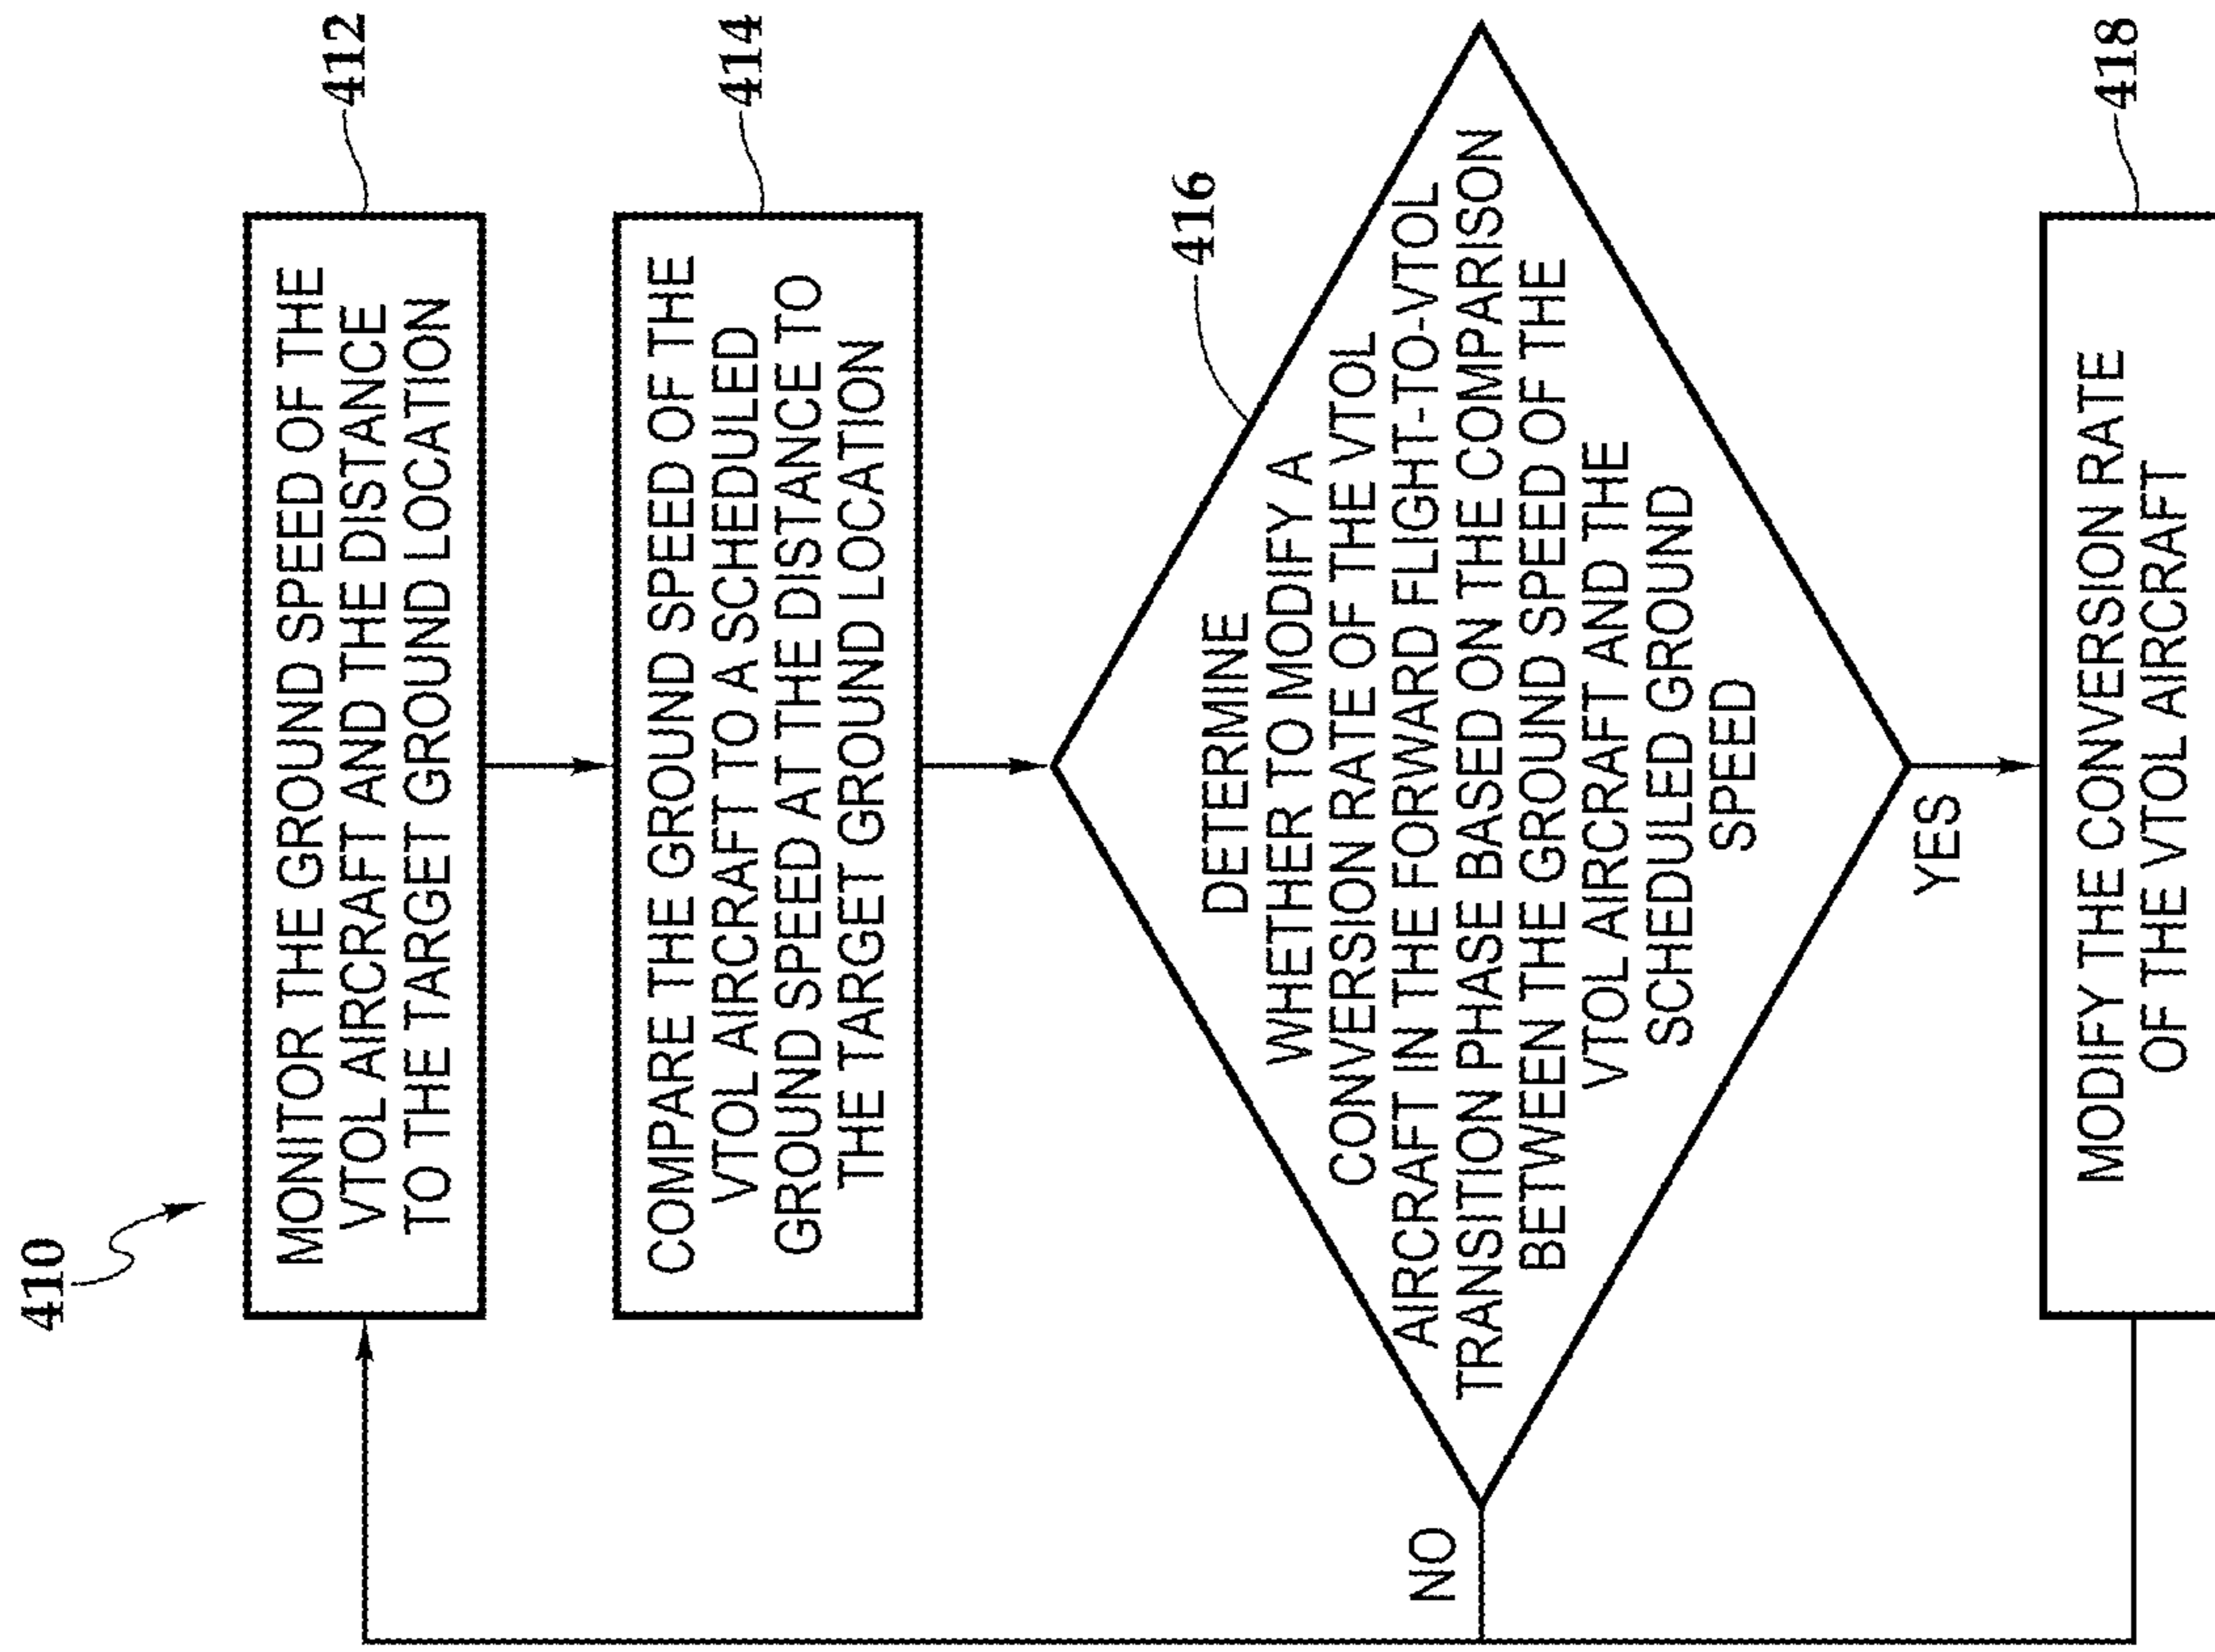 410
MONITOR THE GROUND SPEED OF THE
VTOL AIRCRAFT AND THE DISTANCE
TO THE TARGET GROUND LOCATION
412
COMPARE THE GROUND SPEED OF THE
VTOL AIRCRAFT TO A SCHEDULED
GROUND SPEED AT THE DISTANCE TO
THE TARGET GROUND LOCATION
414
DETERMINE
WHETHER TO MODIFY A
CONVERSION RATE OF THE VTOL
AIRCRAFT IN THE FORWARD FLIGHT-TO-VTOL
TRANSITION PHASE BASED ON THE COMPARISON
BETWEEN THE GROUND SPEED OF THE
VTOL AIRCRAFT AND THE
SCHEDULED GROUND
SPEED
416
NO
YES
MODIFY THE CONVERSION RATE
OF THE VTOL AIRCRAFT
418